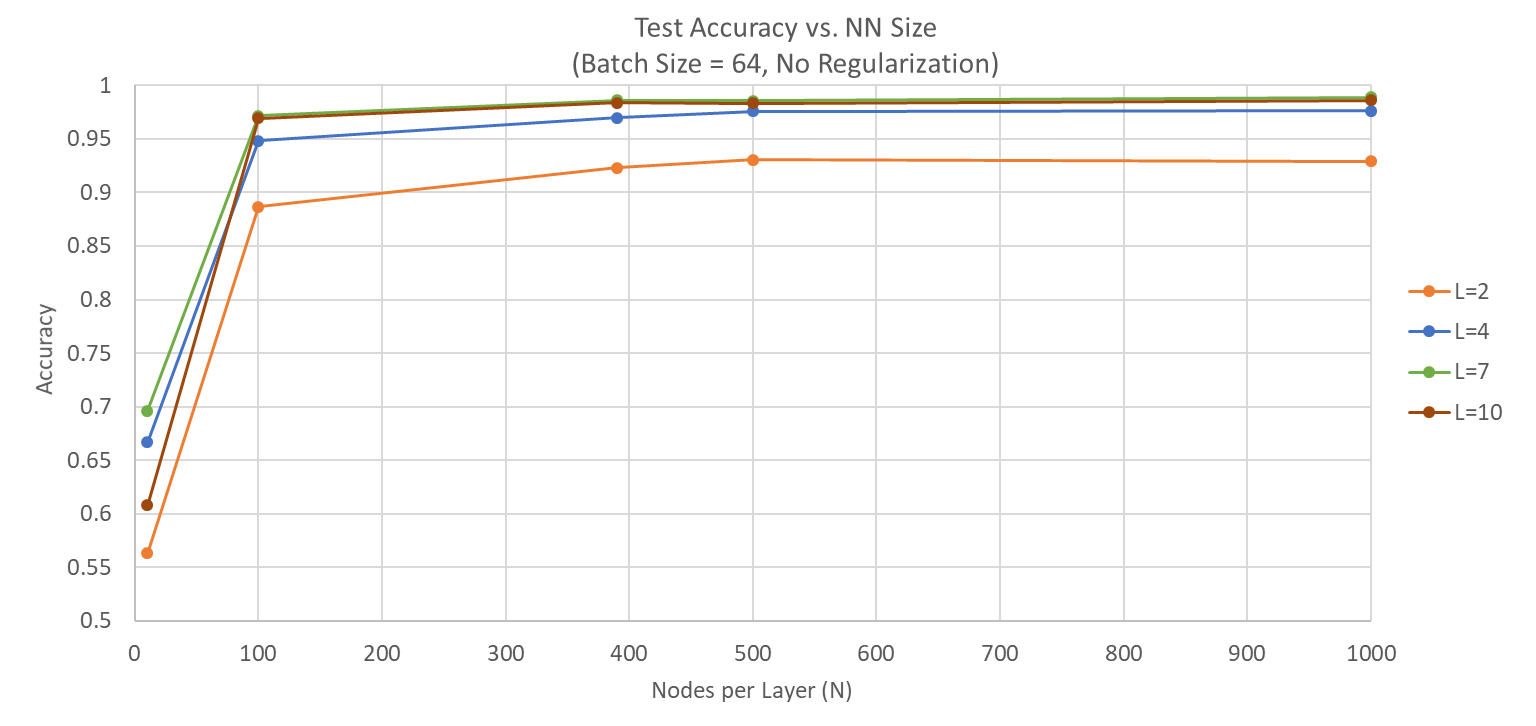 Test Accuracy vs. NN Size
(Batch Size = 64, No Regularization)
1
0.95
0.9
0.85
0.8
0.75
0.7
0.65
0.6
0.55
0.5
Accuracy
0 100 200 300 400 500 600 700 800 900 1000
Nodes per Layer (N)
L=2
L=4
L=7
L=10